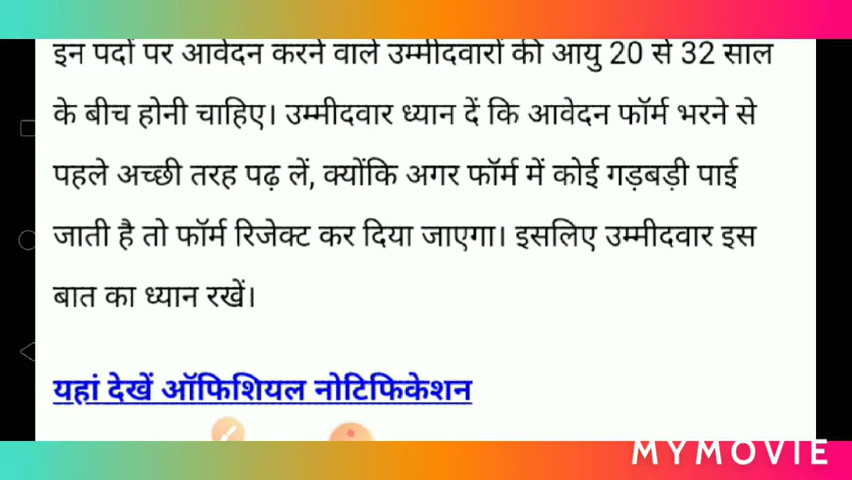 इन पदों पर आवेदन करने वाले उम्मीदवारों की आयु 20 से 32 साल
के बीच होनी चाहिए। उम्मीदवार ध्यान दें कि आवेदन फॉर्म भरने से
पहले अच्छी तरह पढ़ लें, क्योंकि अगर फॉर्म में कोई गड़बड़ी पाई
जाती है तो फॉर्म रिजेक्ट कर दिया जाएगा। इसलिए उम्मीदवार इस
बात का ध्यान रखें।
यहां देखें ऑफिशियल नोटिफिकेशन
MYMOVIE